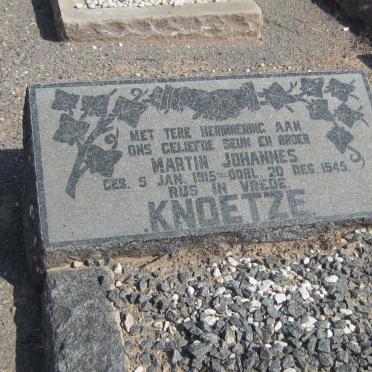 MET TERE HERINNERING AAN
ONS GELIEFDE SEUN EN BROER
MARTIN JOHANNES
GEB. 5 JAN. 1915 - OORL. 20 DES. 1945.
RUS IN VREDE
KNOETZE